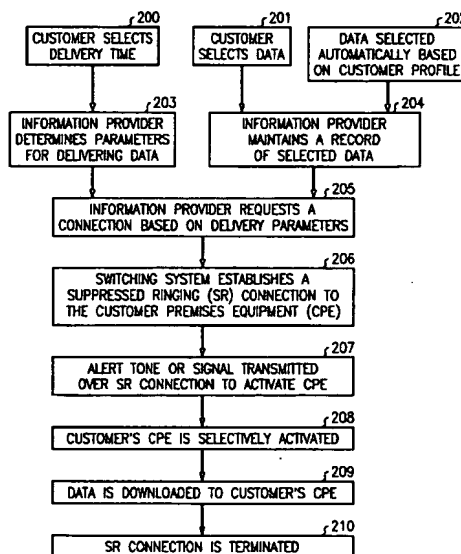 200
CUSTOMER SELECTS
DELIVERY TIME
201
CUSTOMER
SELECTS DATA
202
DATA SELECTED
AUTOMATICALLY BASED
ON CUSTOMER PROFILE
203
INFORMATION PROVIDER
DETERMINES PARAMETERS
FOR DELIVERING DATA
204
INFORMATION PROVIDER
MAINTAINS A RECORD
OF SELECTED DATA
205
INFORMATION PROVIDER REQUESTS A
CONNECTION BASED ON DELIVERY PARAMETERS
206
SWITCHING SYSTEM ESTABLISHES A
SUPPRESSED RINGING (SR) CONNECTION TO
THE CUSTOMER PREMISES EQUIPMENT (CPE)
207
ALERT TONE OR SIGNAL TRANSMITTED
OVER SR CONNECTION TO ACTIVATE CPE
208
CUSTOMER'S CPE IS SELECTIVELY ACTIVATED
209
DATA IS DOWNLOADED TO CUSTOMER'S CPE
210
SR CONNECTION IS TERMINATED